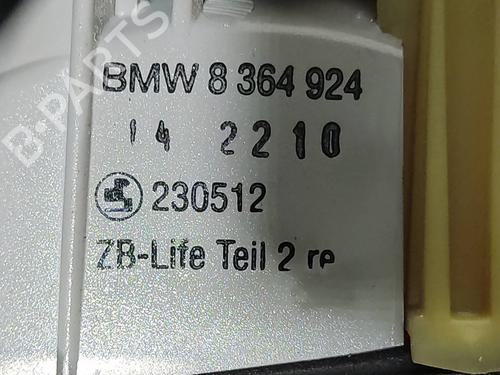 B-PARTS
BMW 8 364 924
14 2210
230512
ZB-Life Teil 2 re